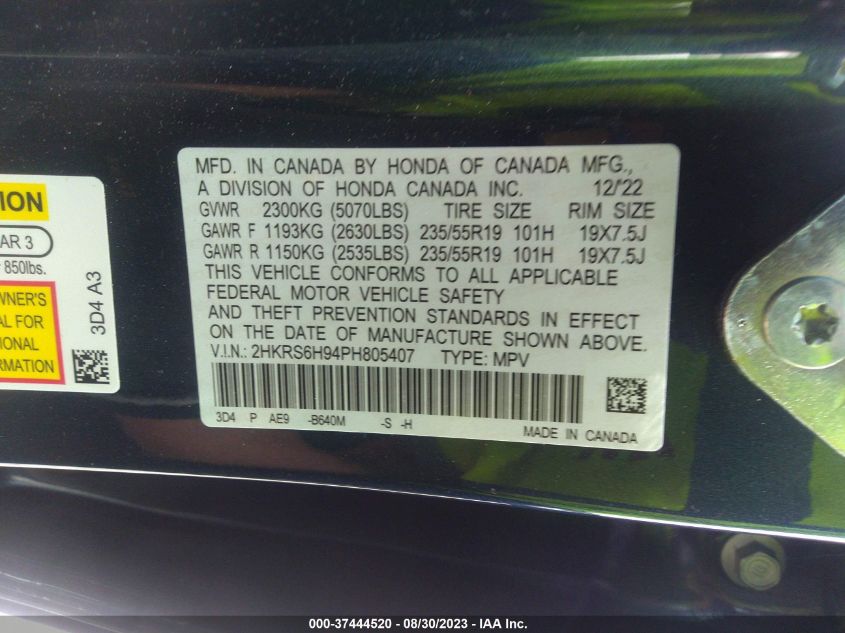 MFD. IN CANADA BY HONDA OF CANADA MFG.,
A DIVISION OF HONDA CANADA INC. 12/'22
GVWR 2300KG (5070LBS) TIRE SIZE RIM SIZE
GAWR F 1193KG (2630LBS) 235/55R19 101H 19X7.5J
GAWR R 1150KG (2535LBS) 235/55R19 101H 19X7.5J
THIS VEHICLE CONFORMS TO ALL APPLICABLE
FEDERAL MOTOR VEHICLE SAFETY
AND THEFT PREVENTION STANDARDS IN EFFECT
ON THE DATE OF MANUFACTURE SHOWN ABOVE.
V.I.N.: 2HKRS6H94PH805407 TYPE: MPV
3D4 P AE9 -B640M -S -H
MADE IN CANADA
ION
AR 3
850lbs.
WNER'S
AL FOR
TIONAL
KRIS
3D4 A3
000-37444520 - 08/30/2023 - IAA Inc.